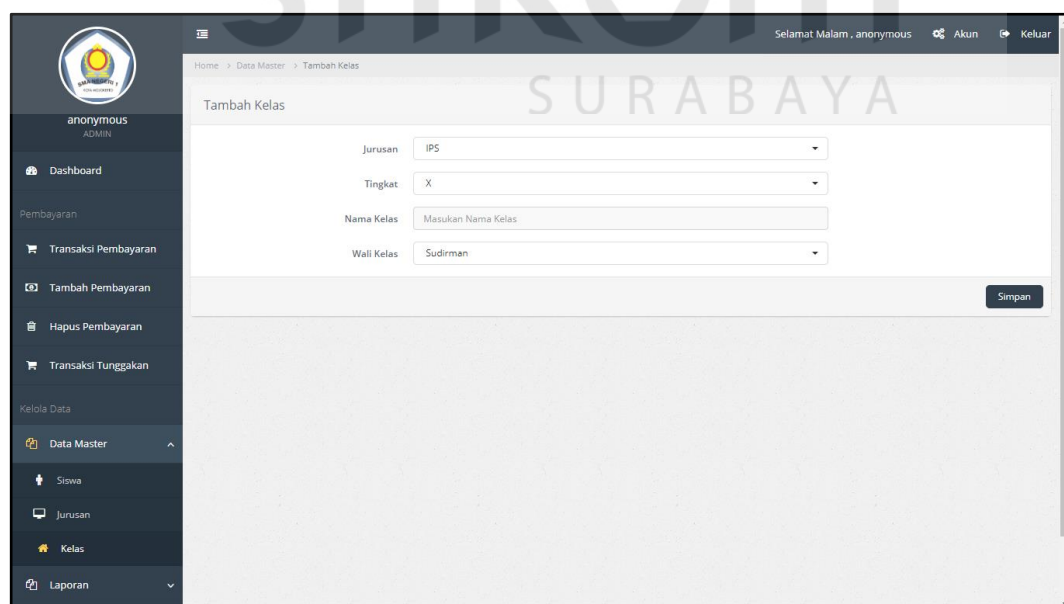 SURABAYA
Selamat Malam , anonymous Akun Keluar
Home > Data Master > Tambah Kelas
Tambah Kelas
Jurusan IPS
Tingkat X
Nama Kelas Masukan Nama Kelas
Wali Kelas Sudirman
Simpan
anonymous
ADMIN
Dashboard
Pembayaran
Transaksi Pembayaran
Tambah Pembayaran
Hapus Pembayaran
Transaksi Tunggakan
Kelola Data
Data Master
Siswa
Jurusan
Kelas
Laporan